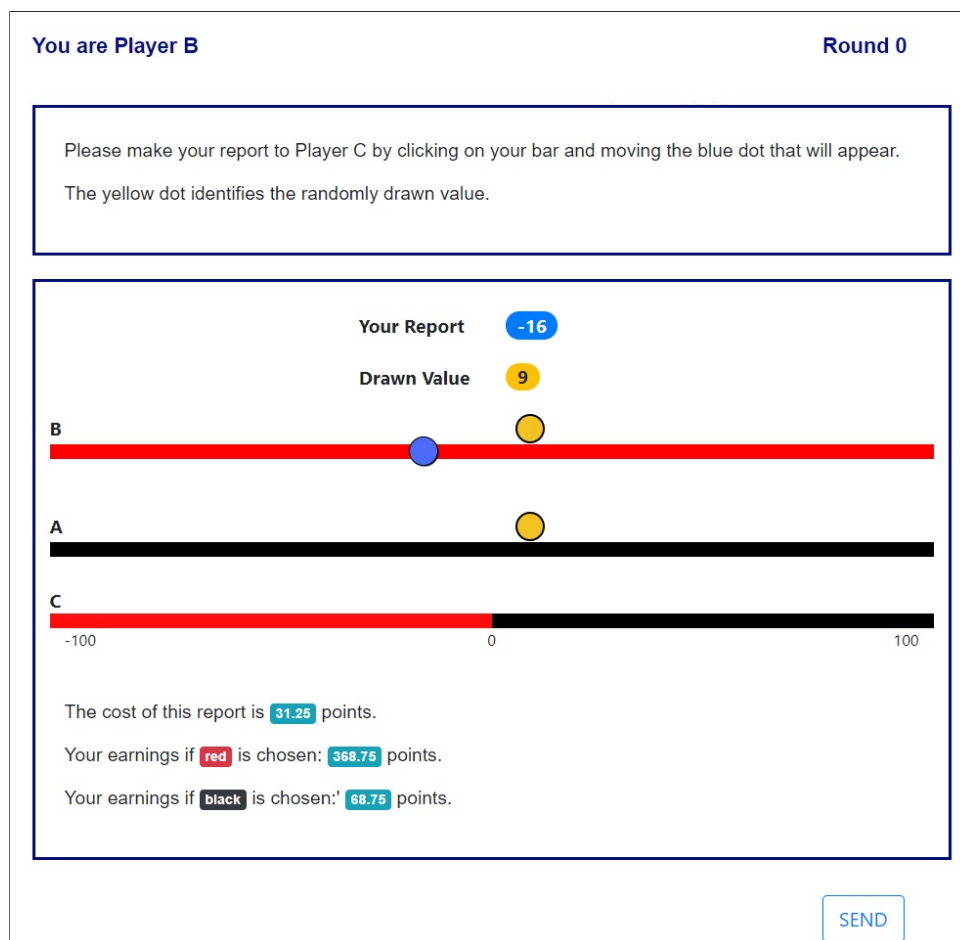 You are Player B
Round 0
Please make your report to Player C by clicking on your bar and moving the blue dot that will appear.
The yellow dot identifies the randomly drawn value.
Your Report -16
Drawn Value 9
B
A
C
-100 0 100
The cost of this report is 31.25 points.
Your earnings if red is chosen: 368.75 points.
Your earnings if black is chosen:' 68.75 points.
SEND